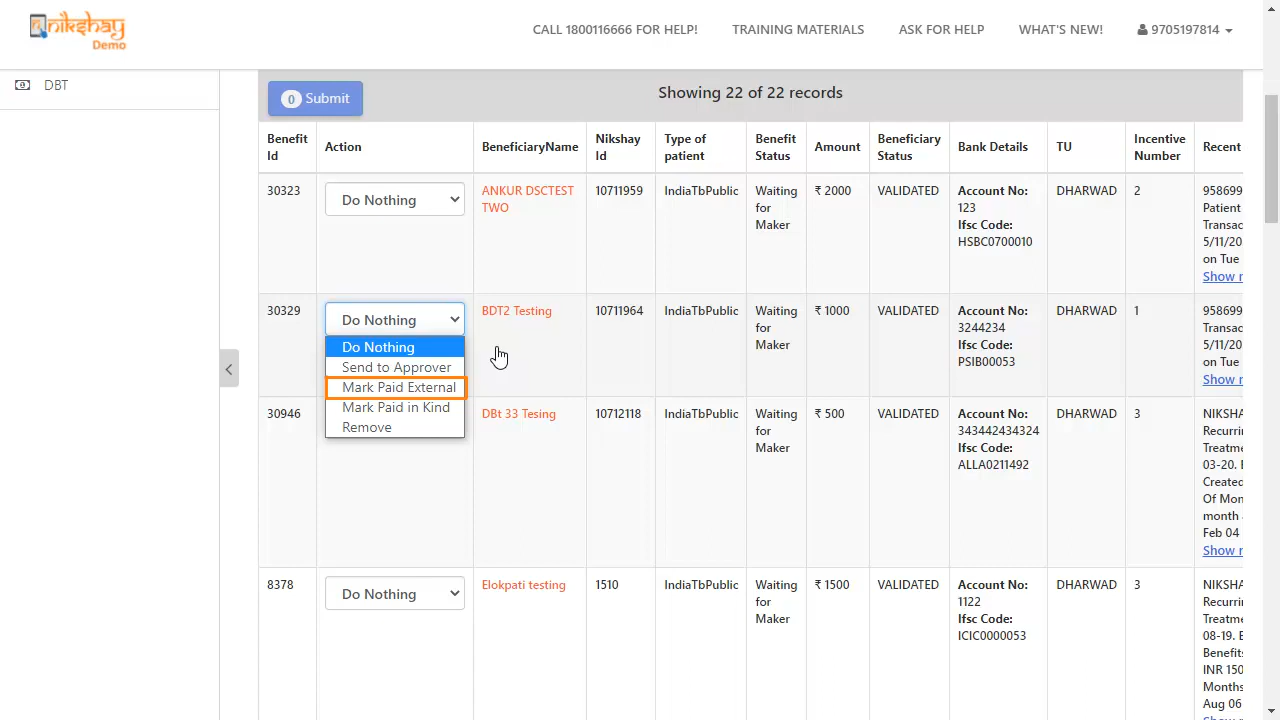 nikshay
Demo
CALL 1800116666 FOR HELP!
TRAINING MATERIALS
ASK FOR HELP
WHAT'S NEW!
9705197814
DBT
0 Submit
Showing 22 of 22 records
Benefit Id
Action
BeneficiaryName
Nikshay Id
Type of patient
Benefit Status
Amount
Beneficiary Status
Bank Details
TU
Incentive Number
Recent
30323
Do Nothing
ANKUR DSCTEST
TWO
10711959
IndiaTbPublic
Waiting
for
Maker
₹ 2000
VALIDATED
Account No:
123
Ifsc Code:
HSBC0700010
DHARWAD
2
958699
Patient
Transac
5/11/20
on Tue
Show r
30329
Do Nothing
Do Nothing
Send to Approver
Mark Paid External
Mark Paid in Kind
Remove
BDT2 Testing
10711964
IndiaTbPublic
Waiting
for
Maker
₹ 1000
VALIDATED
Account No:
3244234
Ifsc Code:
PSIB00053
DHARWAD
1
958699
Transac
5/11/20
on Tue
Show r
30946
DBt 33 Tesing
10712118
IndiaTbPublic
Waiting
for
Maker
₹ 500
VALIDATED
Account No:
343442434324
Ifsc Code:
ALLA0211492
DHARWAD
3
NIKSHA
Recurri
Treatme
03-20. E
Created
Of Mon
month
Feb 04
Show r
8378
Do Nothing
Elokpati testing
1510
IndiaTbPublic
Waiting
for
Maker
₹ 1500
VALIDATED
Account No:
1122
Ifsc Code:
ICIC0000053
DHARWAD
3
NIKSHA
Recurri
Treatme
08-19. E
Benefits
INR 150
Months
Aug 06